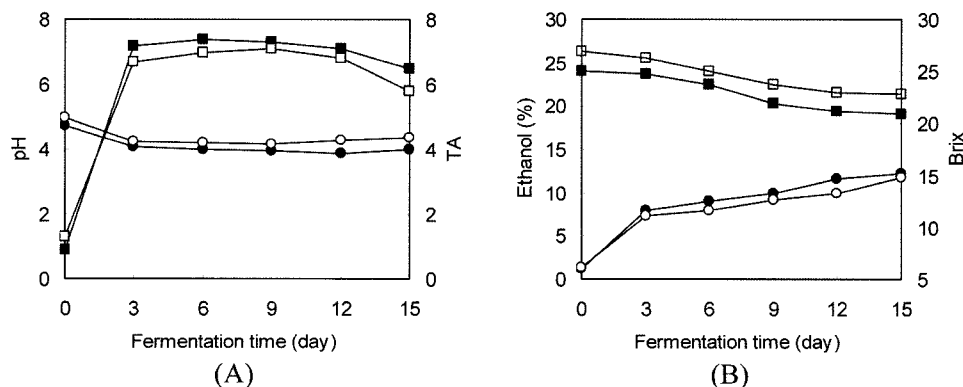 8 8
6 6
4 4
2 2
0 0
pH
TA
0 3 6 9 12 15
Fermentation time (day)
(A)
30 30
25 25
20 20
15 15
10 10
5
0 5
Ethanol (%)
Brix
0 3 6 9 12 15
Fermentation time (day)
(B)